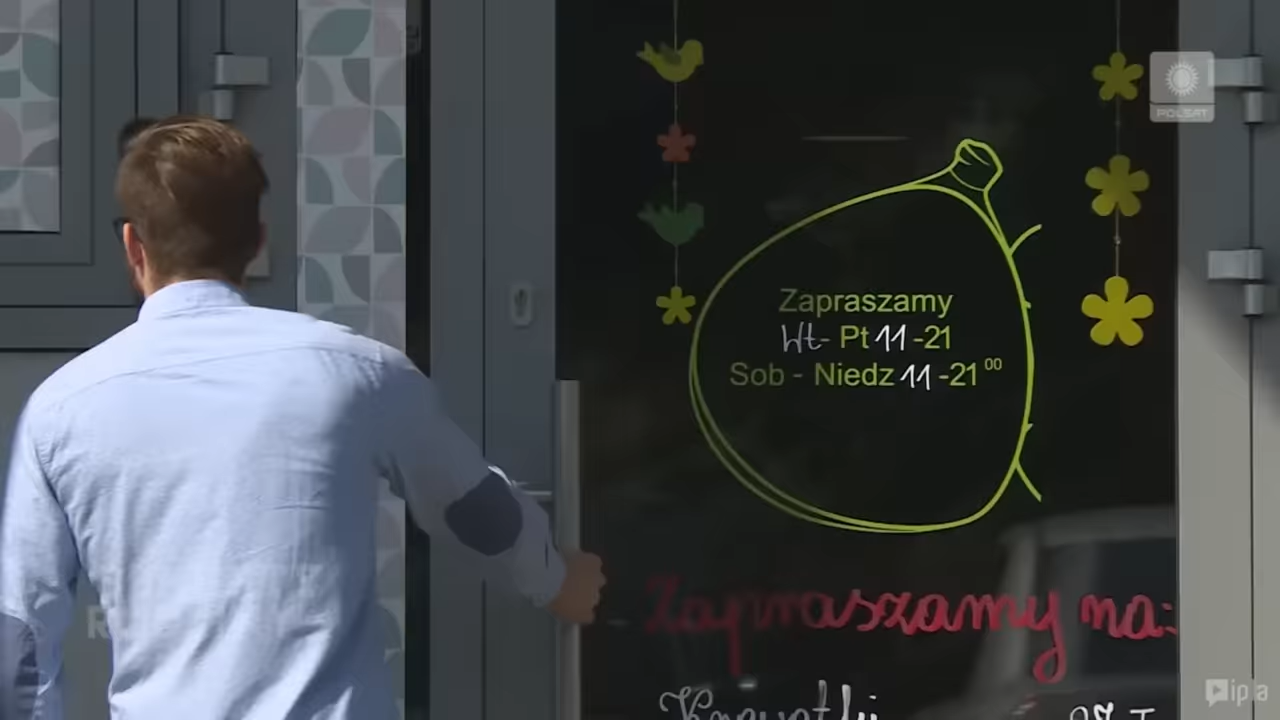 POLSAT
Zapraszamy
Wt- Pt 11 -21
Sob - Niedz 11 -21 00
Zapraszamy na:
ipla